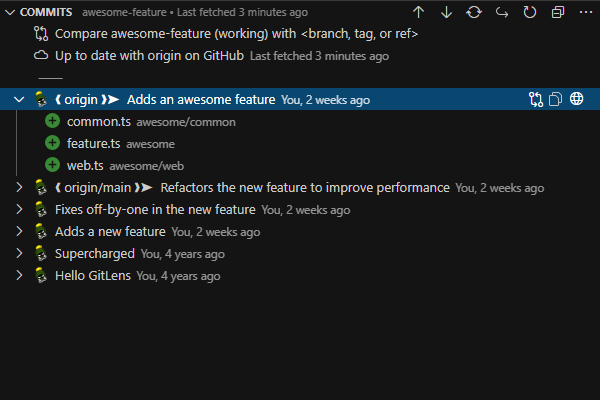 COMMITS awesome-feature • Last fetched 3 minutes ago
Compare awesome-feature (working) with <branch, tag, or ref>
Up to date with origin on GitHub Last fetched 3 minutes ago
❰ origin ❱➤ Adds an awesome feature You, 2 weeks ago
common.ts awesome/common
feature.ts awesome
web.ts awesome/web
❰ origin/main ❱➤ Refactors the new feature to improve performance You, 2 weeks ago
Fixes off-by-one in the new feature You, 2 weeks ago
Adds a new feature You, 2 weeks ago
Supercharged You, 4 years ago
Hello GitLens You, 4 years ago